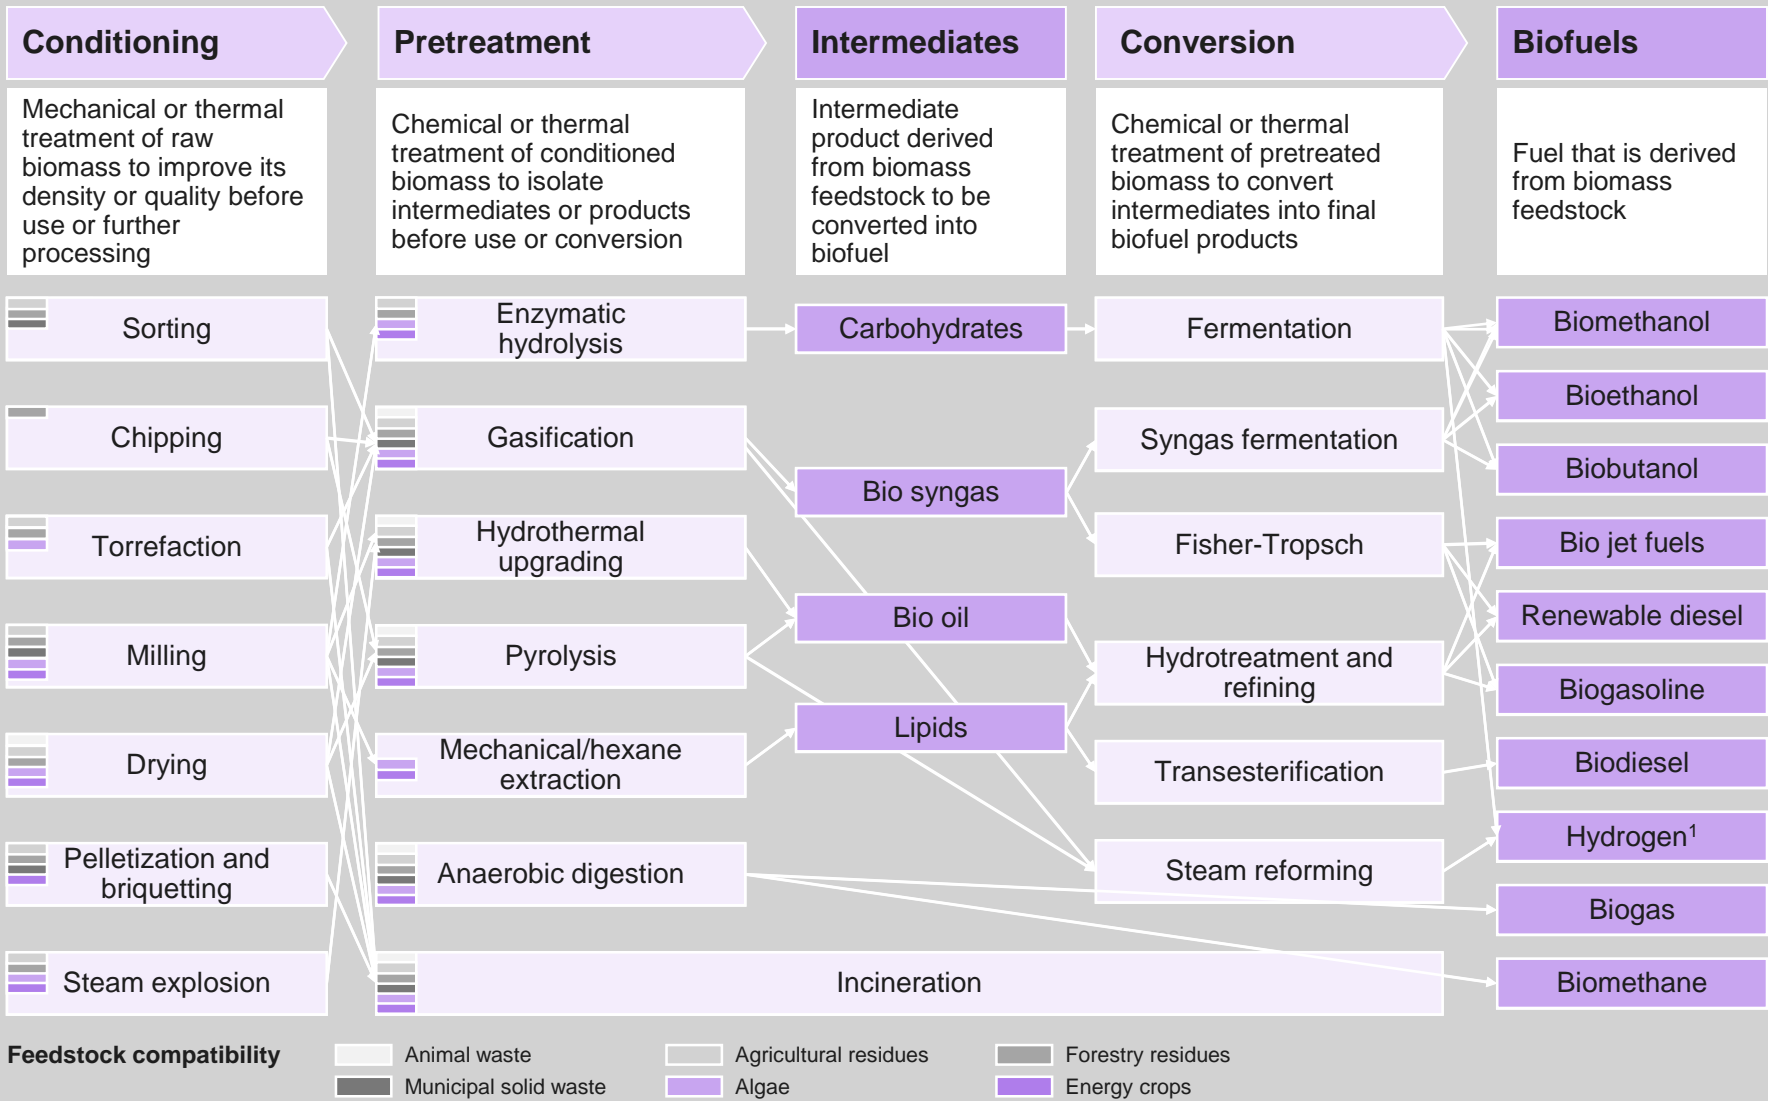 Conditioning
Pretreatment
Intermediates
Conversion
Biofuels
Mechanical or thermal
treatment of raw
biomass to improve its
density or quality before
use or further
processing
Chemical or thermal
treatment of conditioned
biomass to isolate
intermediates or products
before use or conversion
Intermediate
product derived
from biomass
feedstock to be
converted into
biofuel
Chemical or thermal
treatment of pretreated
biomass to convert
intermediates into final
biofuel products
Fuel that is derived
from biomass
feedstock
Sorting
Chipping
Torrefaction
Milling
Drying
Pelletization and
briquetting
Steam explosion
Enzymatic
hydrolysis
Gasification
Hydrothermal
upgrading
Pyrolysis
Mechanical/hexane
extraction
Anaerobic digestion
Incineration
Carbohydrates
Bio syngas
Bio oil
Lipids
Fermentation
Syngas fermentation
Fisher-Tropsch
Hydrotreatment and
refining
Transesterification
Steam reforming
Biomethanol
Bioethanol
Biobutanol
Bio jet fuels
Renewable diesel
Biogasoline
Biodiesel
Hydrogen¹
Biogas
Biomethane
Feedstock compatibility
Animal waste
Agricultural residues
Forestry residues
Municipal solid waste
Algae
Energy crops